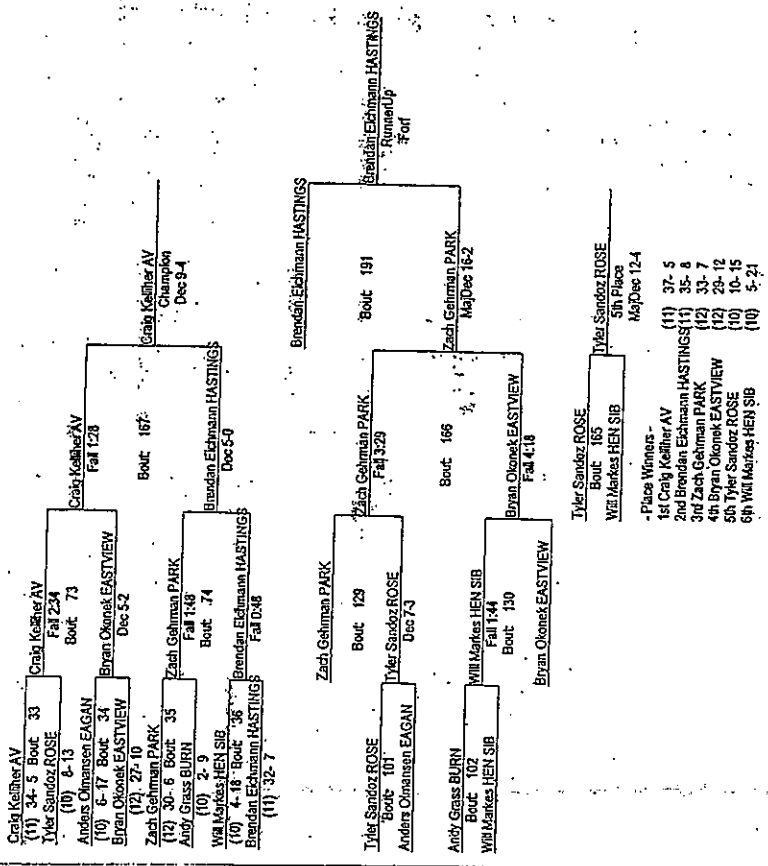 Craig Kelliher AV
(11) 34- 5 Bout: 33
Tyler Sandoz ROSE
(10) 8-13
Anders Olmansen EAGAN
(10) 6-17 Bout: 34
Bryan Okonek EASTVIEW
(12) 27-10
Zach Gehrman PARK
(12) 30- 6 Bout: 35
Andy Grass BURN
(10) 2- 9
Will Markes HEN SIB
(10) 4-18 Bout: 36
Brendan Eichmann HASTINGS
(11) 32- 7
Craig Kelliher AV
Fall 2:34
Bout: 73
Bryan Okonek EASTVIEW
Dec 5-2
Zach Gehrman PARK
Fall 1:48
Bout: 74
Brendan Eichmann HASTINGS
Fall 0:48
Craig Kelliher AV
Fall 1:28
Bout: 167
Brendan Eichmann HASTINGS
Dec 5-0
Craig Kelliher AV
Champion
Dec 9-4
Tyler Sandoz ROSE
Bout: 101
Anders Olmansen EAGAN
Andy Grass BURN
Bout: 102
Will Markes HEN SIB
Zach Gehrman PARK
Bout: 129
Tyler Sandoz ROSE
Dec 7-3
Will Markes HEN SIB
Fall 1:44
Bout: 130
Bryan Okonek EASTVIEW
Zach Gehrman PARK
Fall 3:29
Bout: 166
Bryan Okonek EASTVIEW
Fall 4:18
Brendan Eichmann HASTINGS
Bout: 191
Zach Gehrman PARK
MajDec 16-2
Brendan Eichmann HASTINGS
RunnerUp
Forf
Tyler Sandoz ROSE
Bout: 165
Will Markes HEN SIB
Tyler Sandoz ROSE
5th Place
MajDec 12-4
- Place Winners -
1st Craig Kelliher AV (11) 37- 5
2nd Brendan Eichmann HASTINGS(11) 35- 8
3rd Zach Gehrman PARK (12) 33- 7
4th Bryan Okonek EASTVIEW (12) 29- 12
5th Tyler Sandoz ROSE (10) 10- 15
6th Will Markes HEN SIB (10) 5- 21